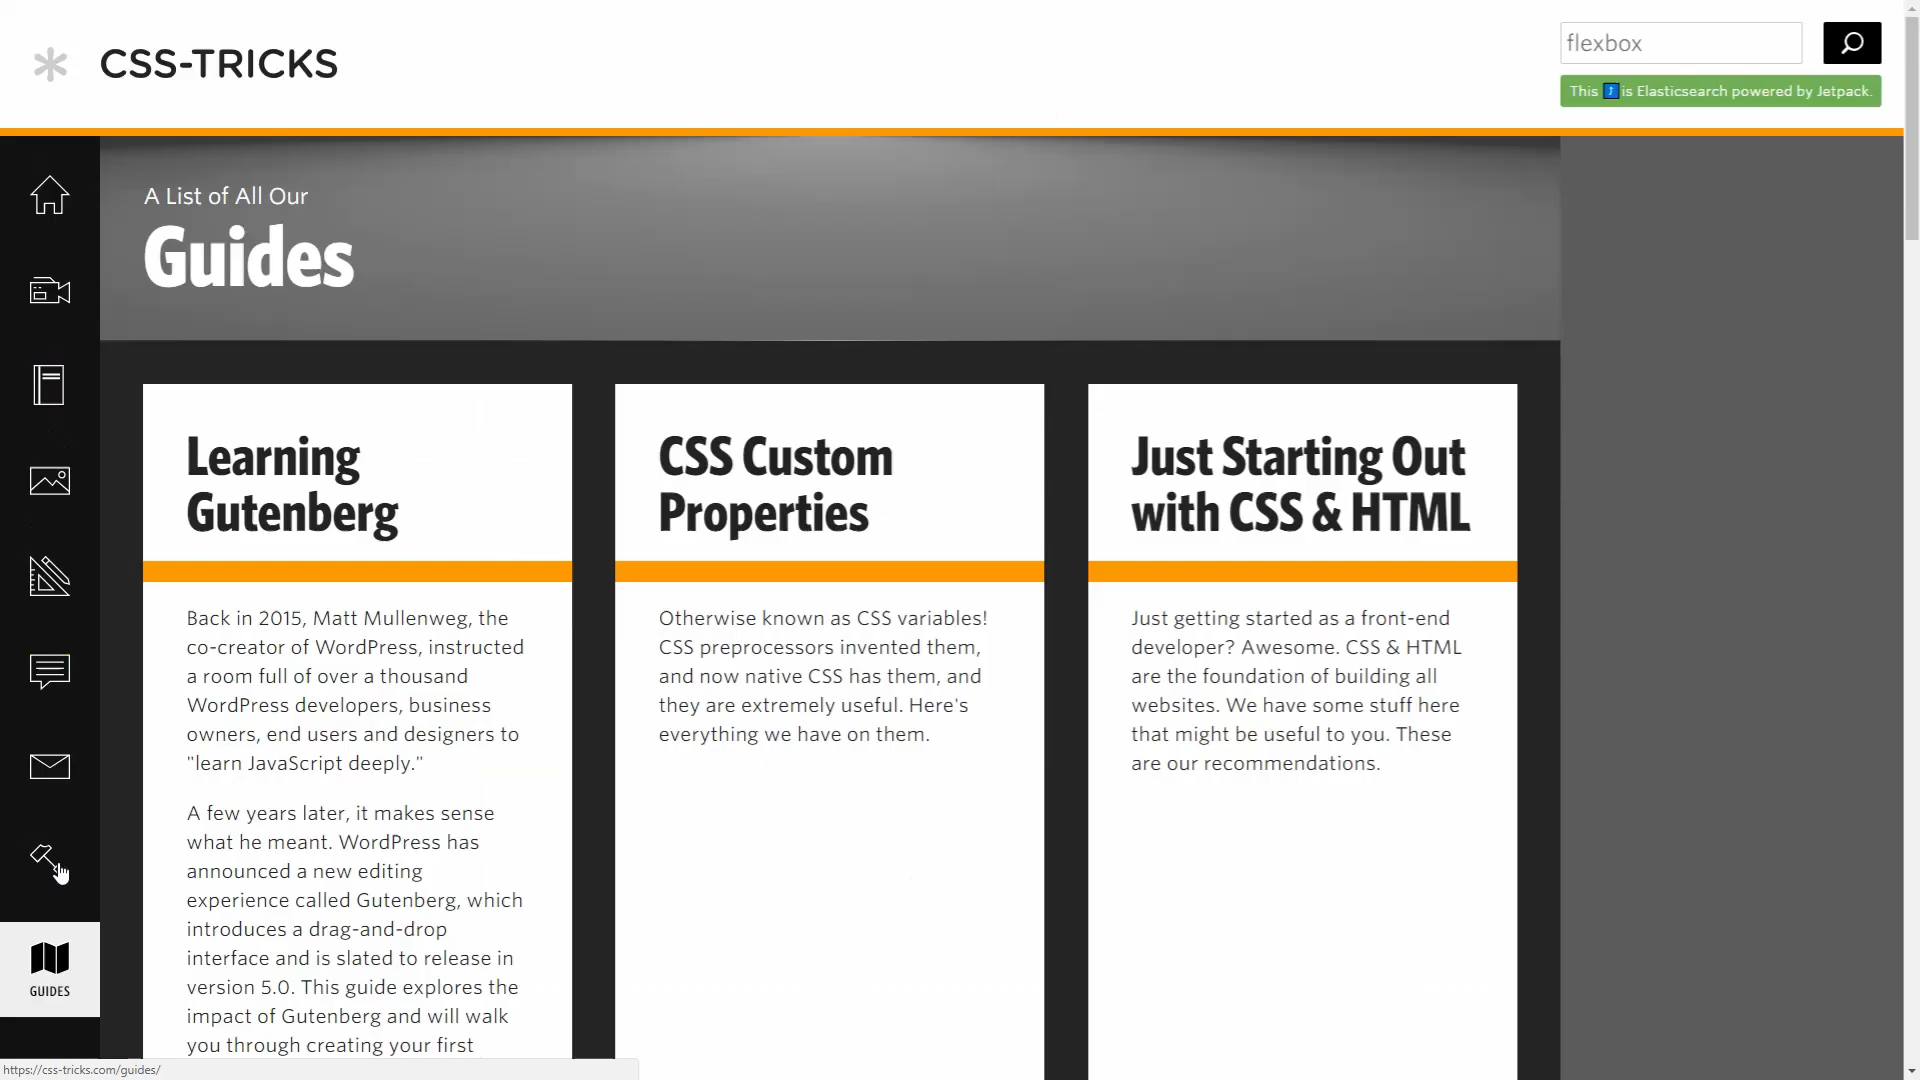 CSS-TRICKS
flexbox
This is Elasticsearch powered by Jetpack.
A List of All Our
Guides
Learning
Gutenberg
Back in 2015, Matt Mullenweg, the
co-creator of WordPress, instructed
a room full of over a thousand
WordPress developers, business
owners, end users and designers to
"learn JavaScript deeply."
A few years later, it makes sense
what he meant. WordPress has
announced a new editing
experience called Gutenberg, which
introduces a drag-and-drop
interface and is slated to release in
version 5.0. This guide explores the
impact of Gutenberg and will walk
you through creating your first
CSS Custom
Properties
Otherwise known as CSS variables!
CSS preprocessors invented them,
and now native CSS has them, and
they are extremely useful. Here's
everything we have on them.
Just Starting Out
with CSS & HTML
Just getting started as a front-end
developer? Awesome. CSS & HTML
are the foundation of building all
websites. We have some stuff here
that might be useful to you. These
are our recommendations.
GUIDES
https://css-tricks.com/guides/